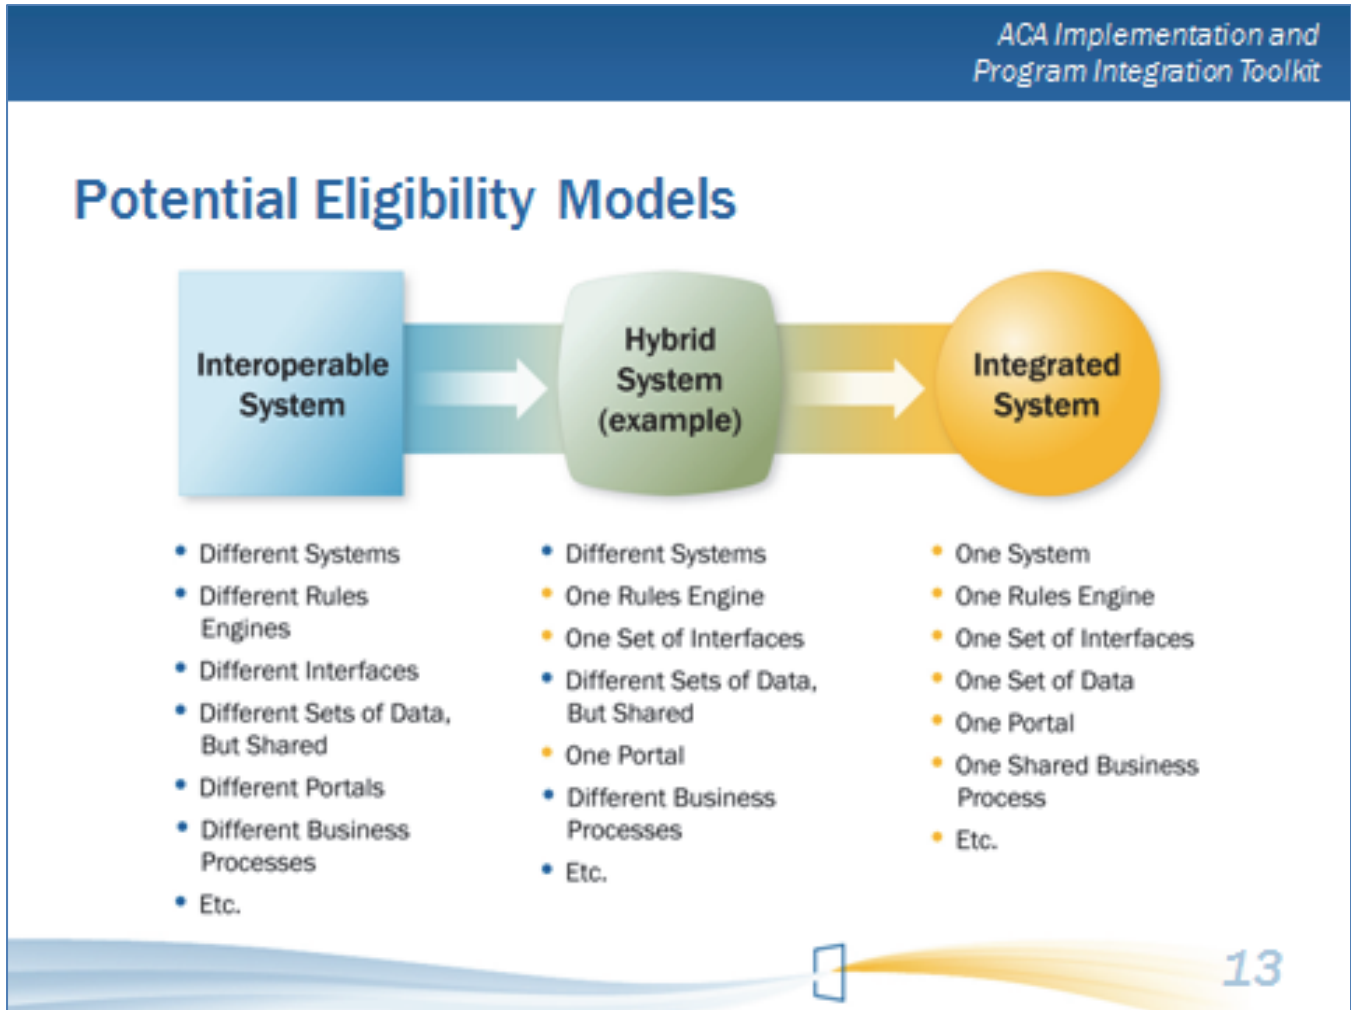 ACA Implementation and
Program Integration Toolkit
Potential Eligibility Models
Interoperable
System
Hybrid
System
(example)
Integrated
System
• Different Systems
• Different Rules
Engines
• Different Interfaces
• Different Sets of Data,
But Shared
• Different Portals
• Different Business
Processes
• Etc.
• Different Systems
• One Rules Engine
• One Set of Interfaces
• Different Sets of Data,
But Shared
• One Portal
• Different Business
Processes
• Etc.
• One System
• One Rules Engine
• One Set of Interfaces
• One Set of Data
• One Portal
• One Shared Business
Process
• Etc.
13